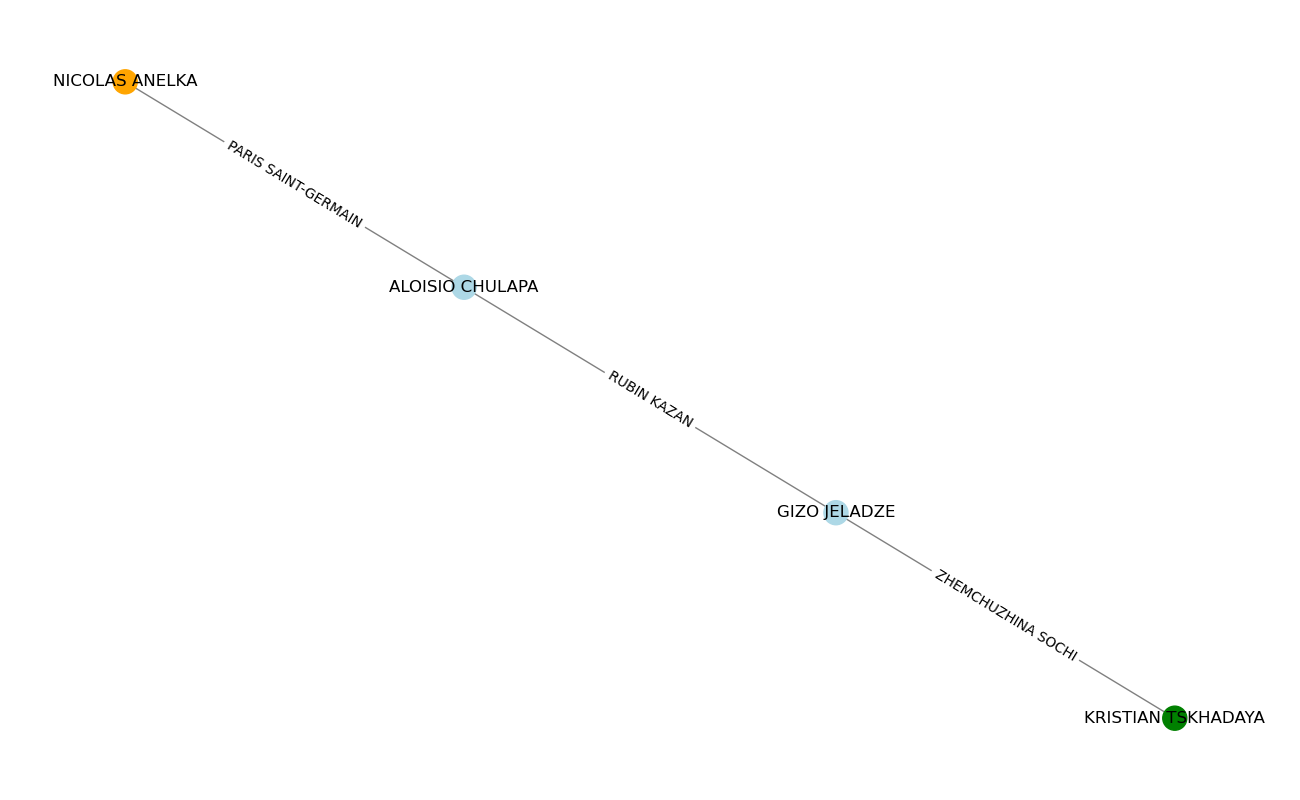 NICOLAS ANELKA
PARIS SAINT-GERMAIN
ALOISIO CHULAPA
RUBIN KAZAN
GIZO JELADZE
ZHEMCHUZHINA SOCHI
KRISTIAN TSKHADAYA